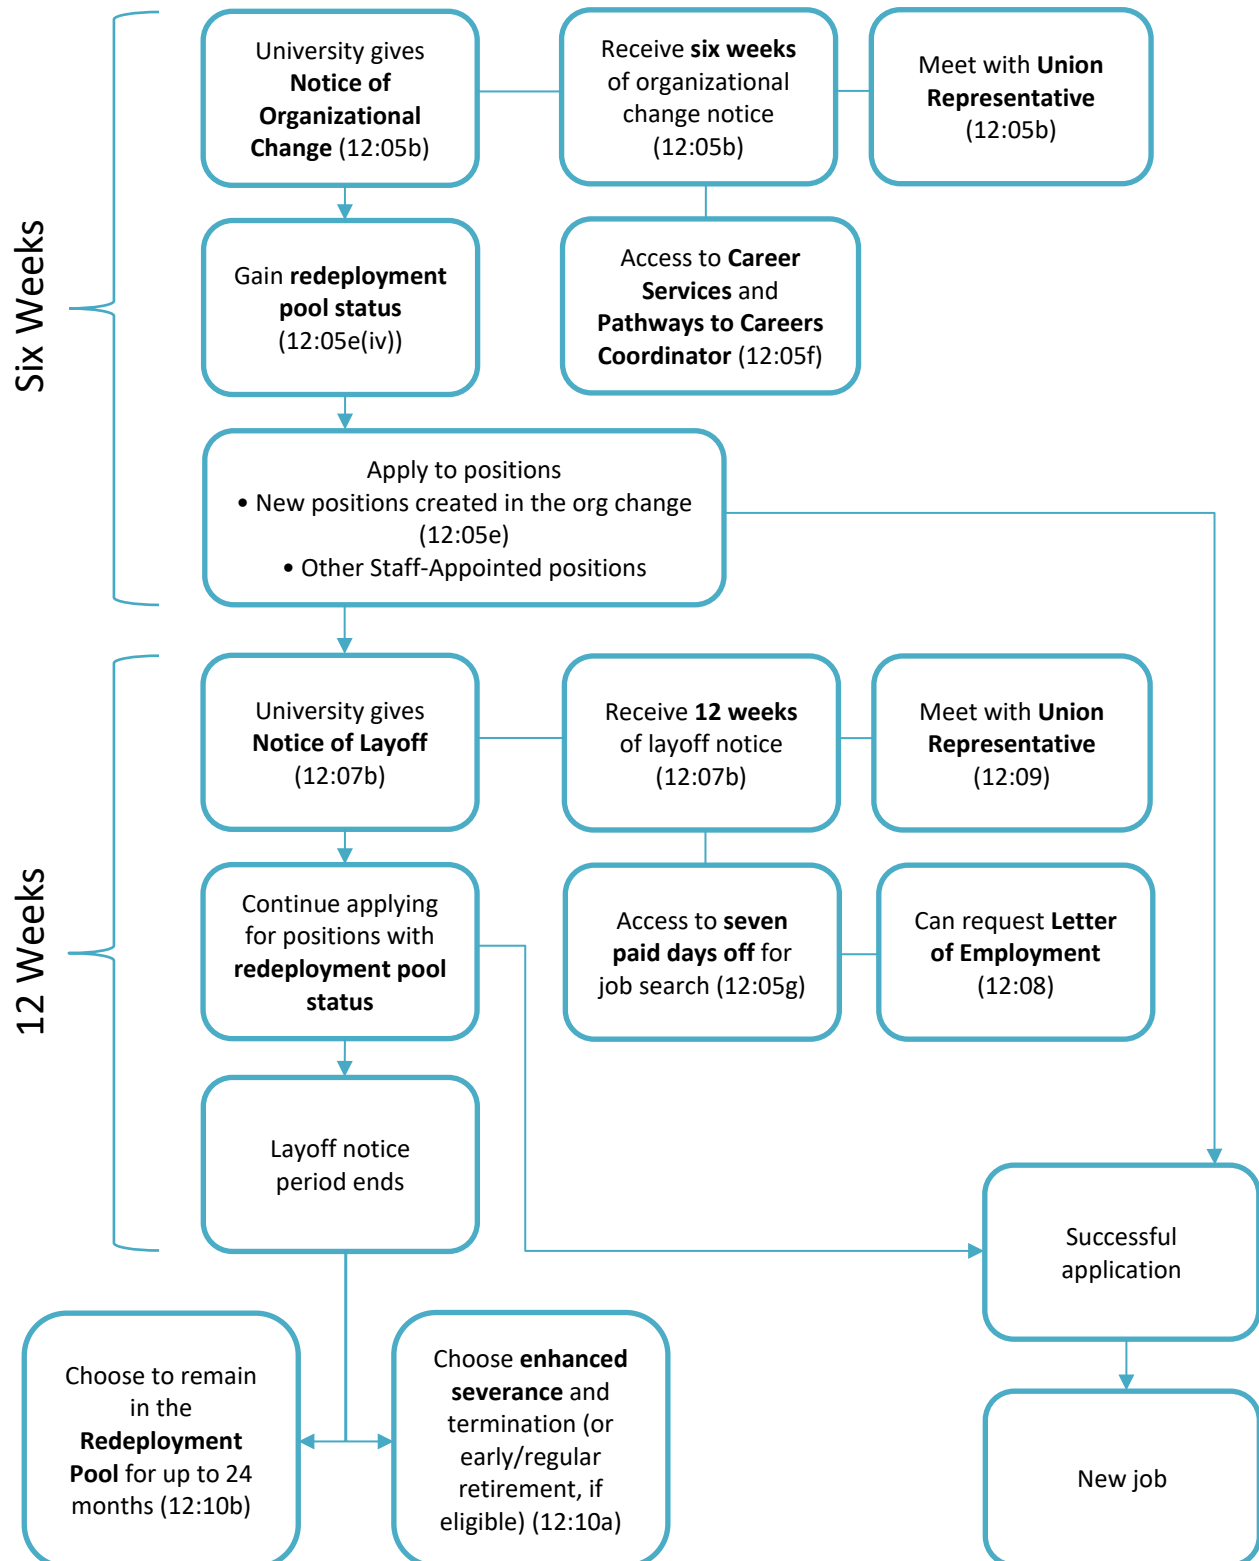 Six Weeks
University gives
Notice of
Organizational
Change (12:05b)
Receive six weeks
of organizational
change notice
(12:05b)
Meet with Union
Representative
(12:05b)
Gain redeployment
pool status
(12:05e(iv))
Access to Career
Services and
Pathways to Careers
Coordinator (12:05f)
Apply to positions
• New positions created in the org change
(12:05e)
• Other Staff-Appointed positions
12 Weeks
University gives
Notice of Layoff
(12:07b)
Receive 12 weeks
of layoff notice
(12:07b)
Meet with Union
Representative
(12:09)
Continue applying
for positions with
redeployment pool
status
Access to seven
paid days off for
job search (12:05g)
Can request Letter
of Employment
(12:08)
Layoff notice
period ends
Successful
application
Choose to remain
in the
Redeployment
Pool for up to 24
months (12:10b)
Choose enhanced
severance and
termination (or
early/regular
retirement, if
eligible) (12:10a)
New job